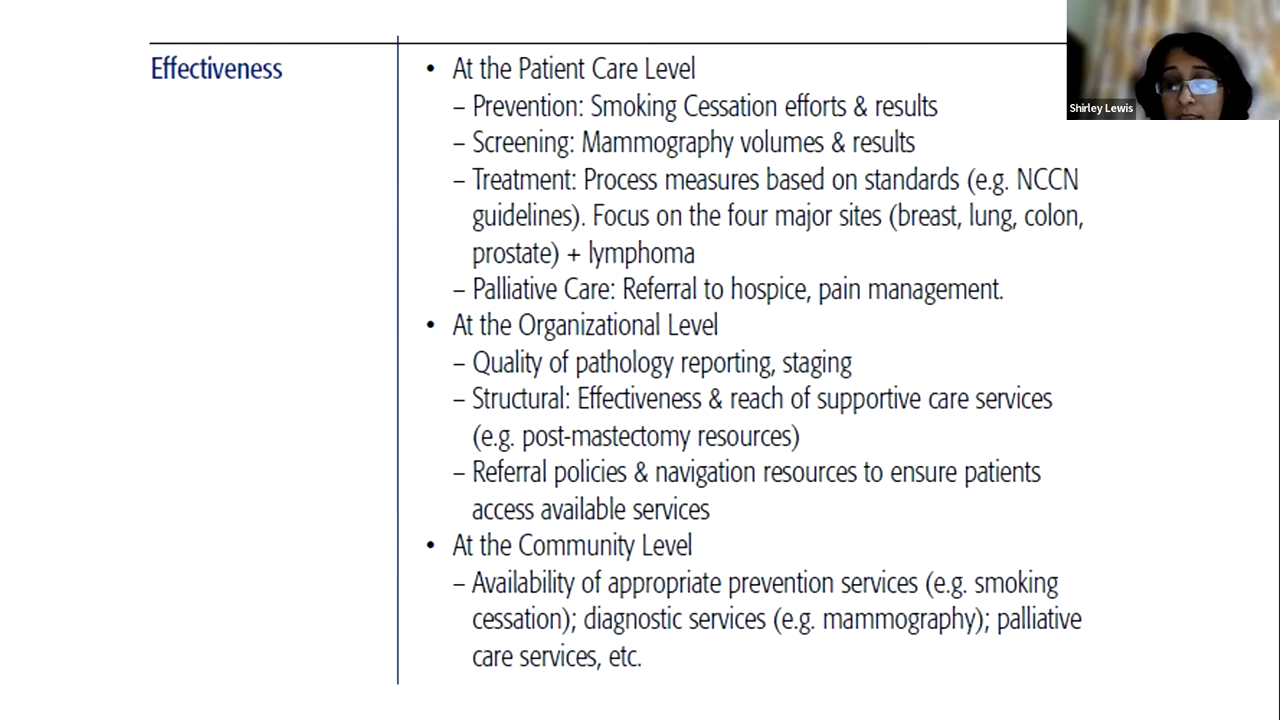 Effectiveness
• At the Patient Care Level
– Prevention: Smoking Cessation efforts & results
– Screening: Mammography volumes & results
– Treatment: Process measures based on standards (e.g. NCCN
guidelines). Focus on the four major sites (breast, lung, colon,
prostate) + lymphoma
– Palliative Care: Referral to hospice, pain management.
• At the Organizational Level
– Quality of pathology reporting, staging
– Structural: Effectiveness & reach of supportive care services
(e.g. post-mastectomy resources)
– Referral policies & navigation resources to ensure patients
access available services
• At the Community Level
– Availability of appropriate prevention services (e.g. smoking
cessation); diagnostic services (e.g. mammography); palliative
care services, etc.
Shirley Lewis